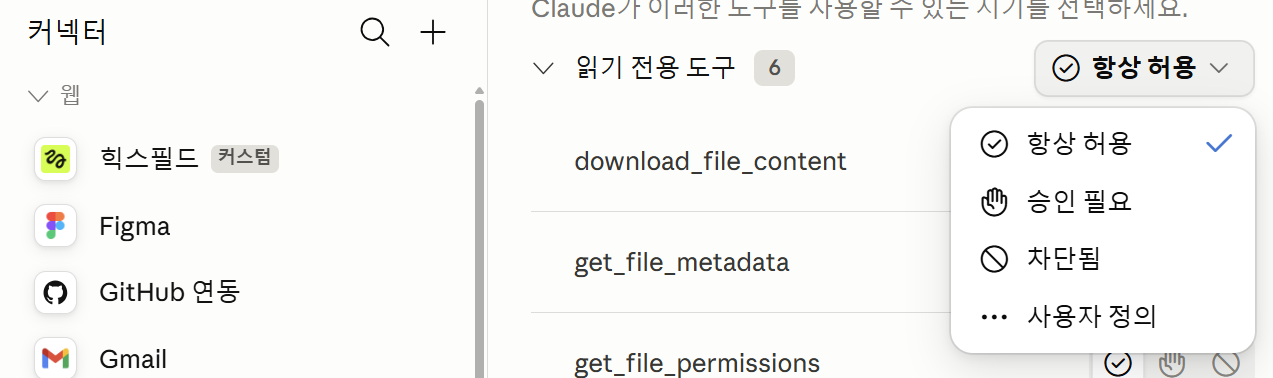 커넥터
웹
힉스필드 커스텀
Figma
GitHub 연동
Gmail
Claude가 이러한 도구를 사용할 수 있는 시기를 선택하세요.
읽기 전용 도구 6
항상 허용
항상 허용
승인 필요
차단됨
사용자 정의
download_file_content
get_file_metadata
get_file_permissions